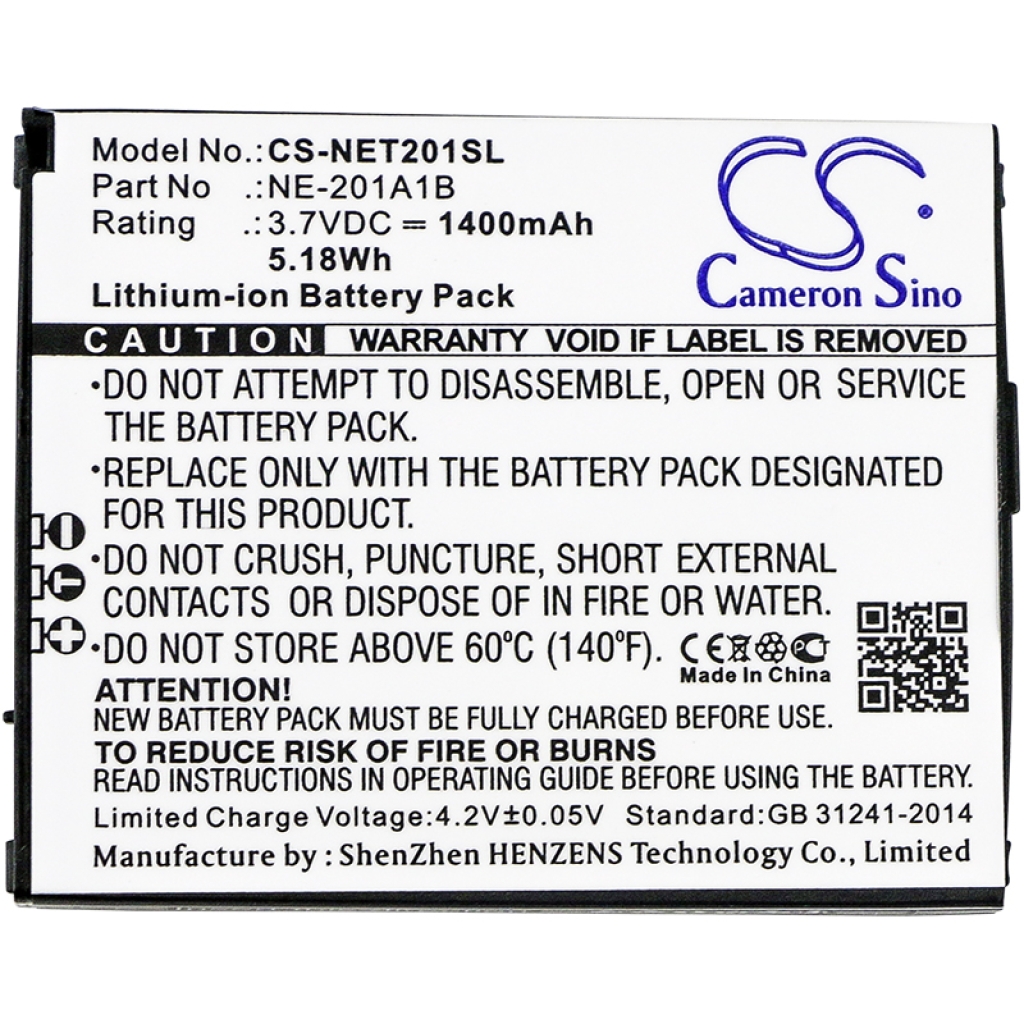 Model No.:CS-NET201SL
Part No .:NE-201A1B
Rating .:3.7VDC = 1400mAh
5.18Wh
Lithium-ion Battery Pack
Cameron Sino
CAUTION WARRANTY VOID IF LABEL IS REMOVED
•DO NOT ATTEMPT TO DISASSEMBLE, OPEN OR SERVICE
THE BATTERY PACK.
•REPLACE ONLY WITH THE BATTERY PACK DESIGNATED
FOR THIS PRODUCT.
•DO NOT CRUSH, PUNCTURE, SHORT EXTERNAL
CONTACTS OR DISPOSE OF IN FIRE OR WATER.
•DO NOT STORE ABOVE 60ºC (140ºF).
CE
Made In China
ATTENTION!
NEW BATTERY PACK MUST BE FULLY CHARGED BEFORE USE.
TO REDUCE RISK OF FIRE OR BURNS
READ INSTRUCTIONS IN OPERATING GUIDE BEFORE USING THE BATTERY.
Limited Charge Voltage:4.2V±0.05V Standard:GB 31241-2014
Manufacture by : ShenZhen HENZENS Technology Co., Limited
- T +